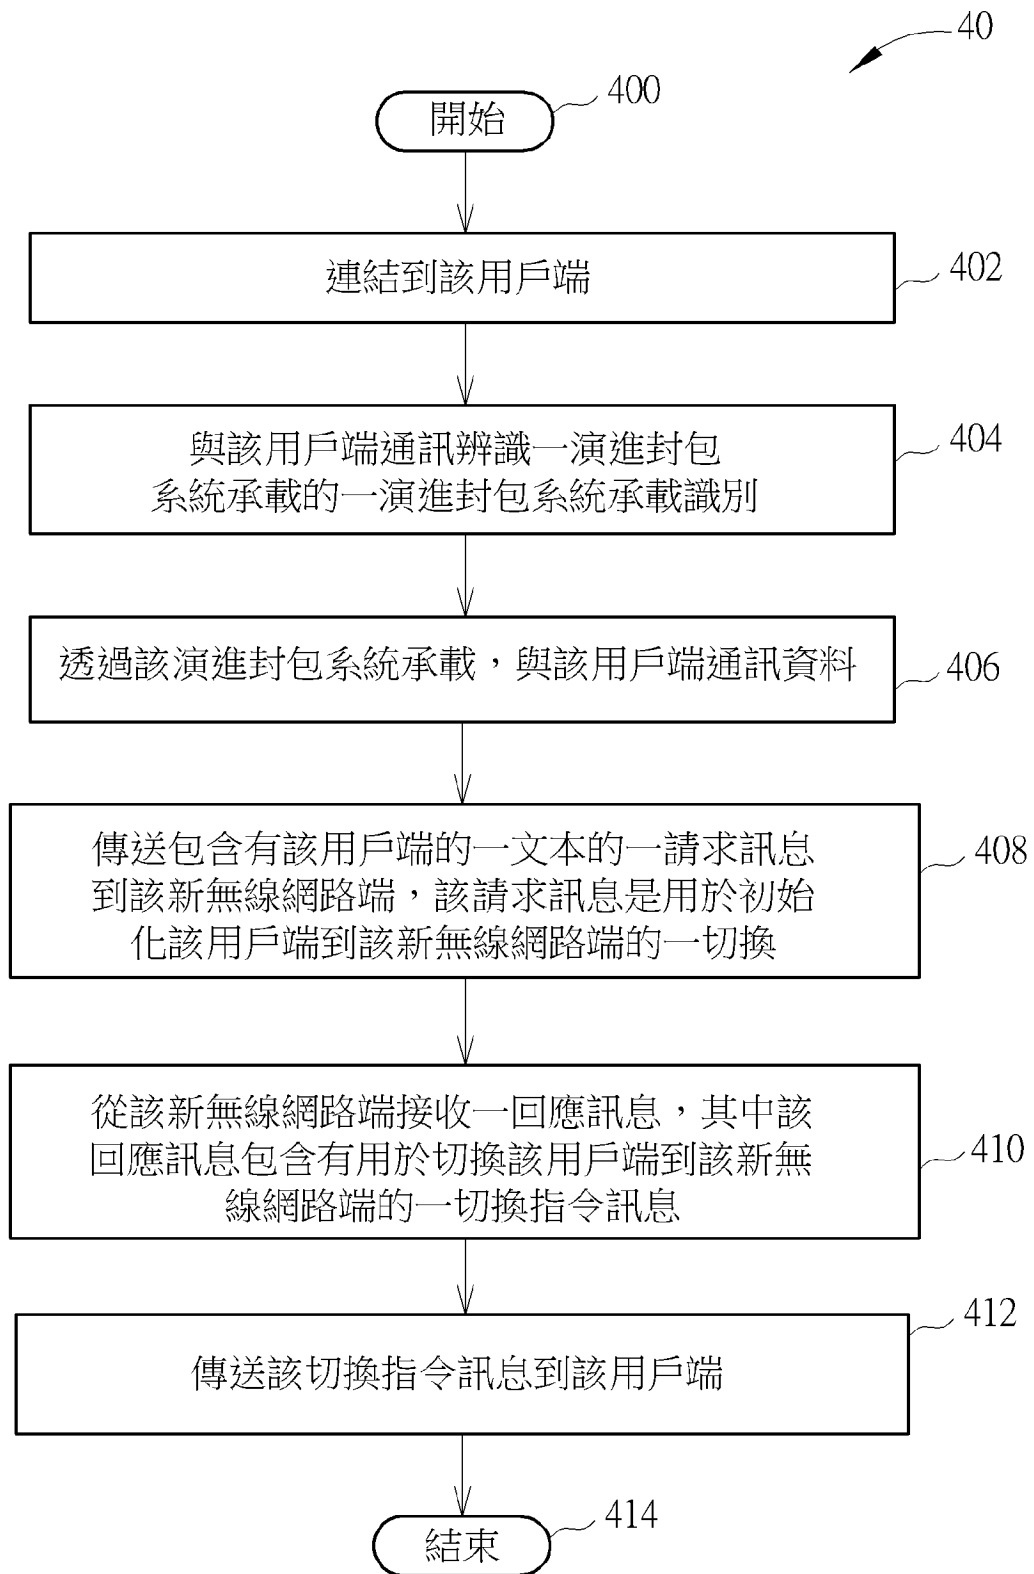 40
開始
400
連結到該用戶端
402
與該用戶端通訊辨識一演進封包
系統承載的一演進封包系統承載識別
404
透過該演進封包系統承載，與該用戶端通訊資料
406
傳送包含有該用戶端的一文本的一請求訊息
到該新無線網路端，該請求訊息是用於初始
化該用戶端到該新無線網路端的一切換
408
從該新無線網路端接收一回應訊息，其中該
回應訊息包含有用於切換該用戶端到該新無
線網路端的一切換指令訊息
410
傳送該切換指令訊息到該用戶端
412
結束
414